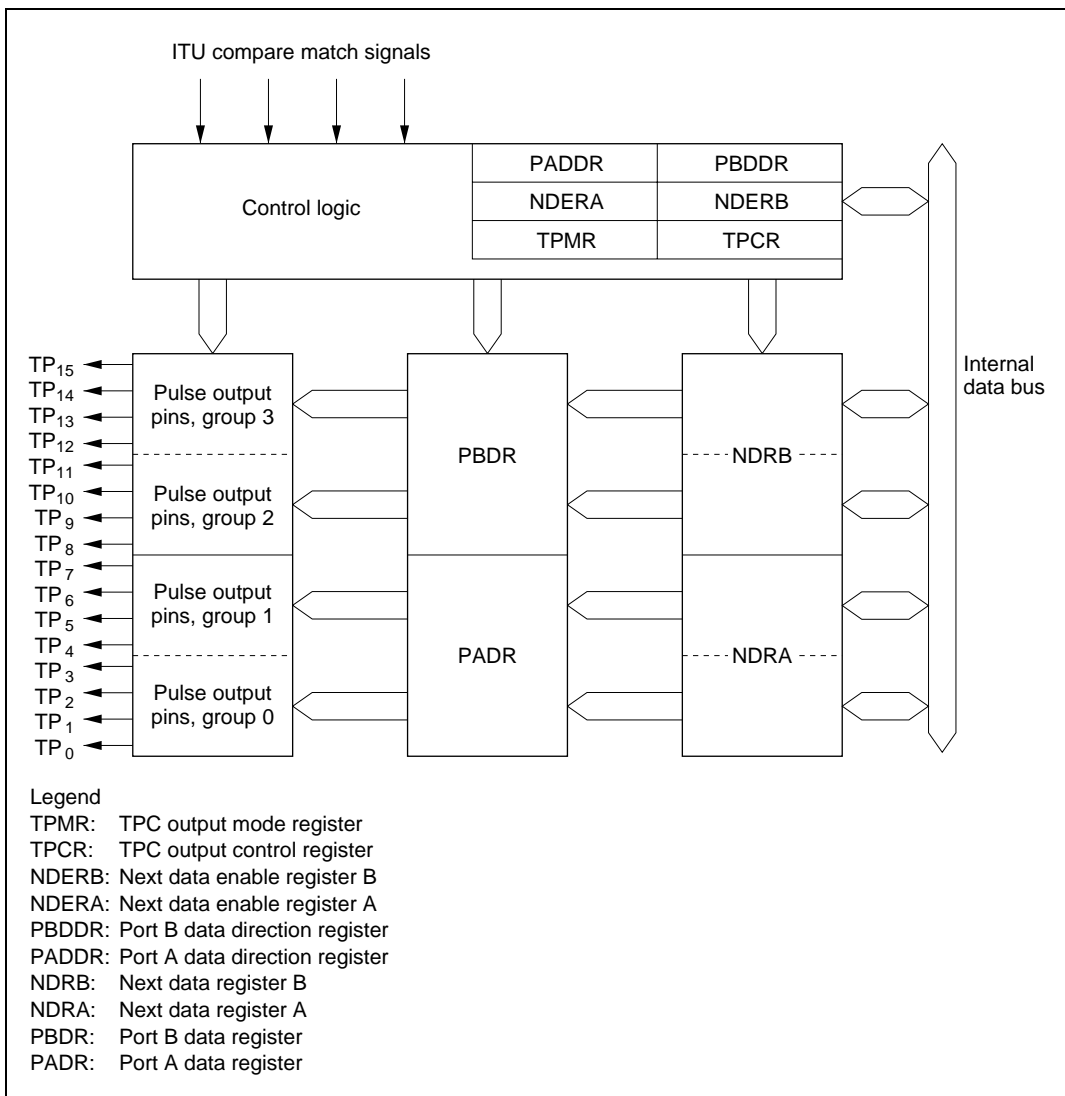 ITU compare match signals
Control logic
PADDR
PBDDR
NDERA
NDERB
TPMR
TPCR
Internal
data bus
TP15
TP14
TP13
TP12
TP11
TP10
TP9
TP8
TP7
TP6
TP5
TP4
TP3
TP2
TP1
TP0
Pulse output
pins, group 3
Pulse output
pins, group 2
Pulse output
pins, group 1
Pulse output
pins, group 0
PBDR
PADR
NDRB
NDRA
Legend
TPMR: TPC output mode register
TPCR: TPC output control register
NDERB: Next data enable register B
NDERA: Next data enable register A
PBDDR: Port B data direction register
PADDR: Port A data direction register
NDRB: Next data register B
NDRA: Next data register A
PBDR: Port B data register
PADR: Port A data register